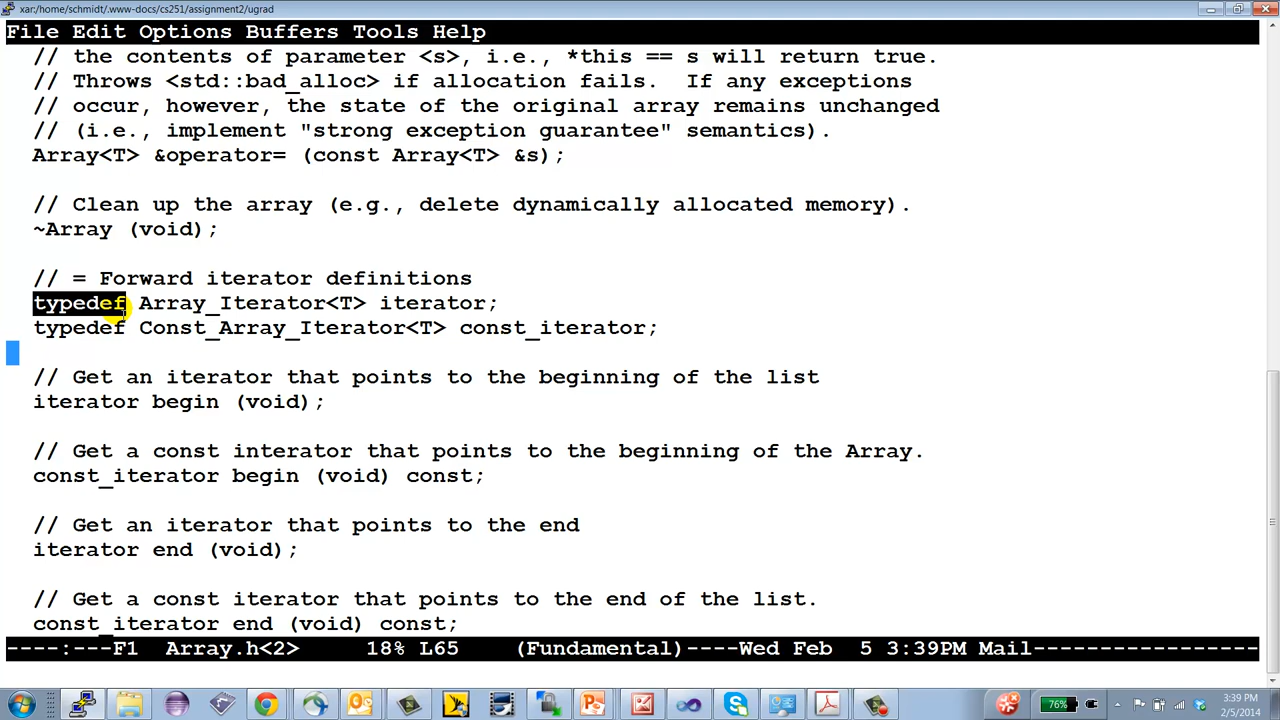 xar/home/schmidt/.www-docs/cs251/assignment2/ugrad
File Edit Options Buffers Tools Help
// the contents of parameter <s>, i.e., *this == s will return true.
// Throws <std::bad_alloc> if allocation fails.  If any exceptions
// occur, however, the state of the original array remains unchanged
// (i.e., implement "strong exception guarantee" semantics).
Array<T> &operator= (const Array<T> &s);
// Clean up the array (e.g., delete dynamically allocated memory).
~Array (void);
// = Forward iterator definitions
typedef Array_Iterator<T> iterator;
typedef Const_Array_Iterator<T> const_iterator;
// Get an iterator that points to the beginning of the list
iterator begin (void);
// Get a const interator that points to the beginning of the Array.
const_iterator begin (void) const;
// Get an iterator that points to the end
iterator end (void);
// Get a const iterator that points to the end of the list.
const_iterator end (void) const;
----:---F1  Array.h<2>     18% L65    (Fundamental)----Wed Feb  5 3:39PM Mail-------------------
76%
3:39 PM
2/5/2014